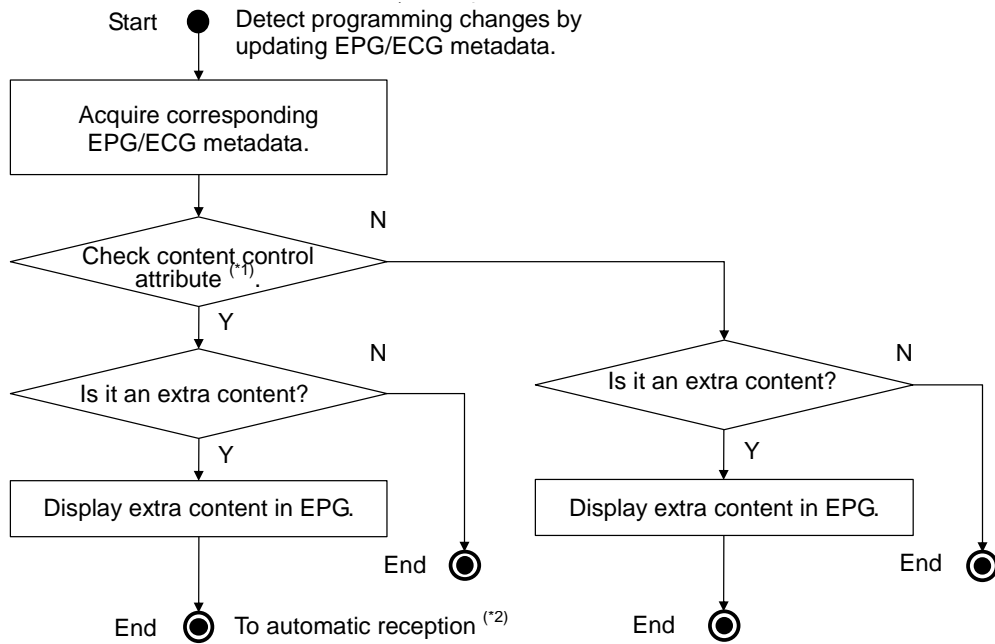 Start
Detect programming changes by
updating EPG/ECG metadata.
Acquire corresponding
EPG/ECG metadata.
N
Check content control
attribute (*1).
Y
N
N
Is it an extra content?
Is it an extra content?
Y
Y
Display extra content in EPG.
Display extra content in EPG.
End
End
End
To automatic reception (*2)
End